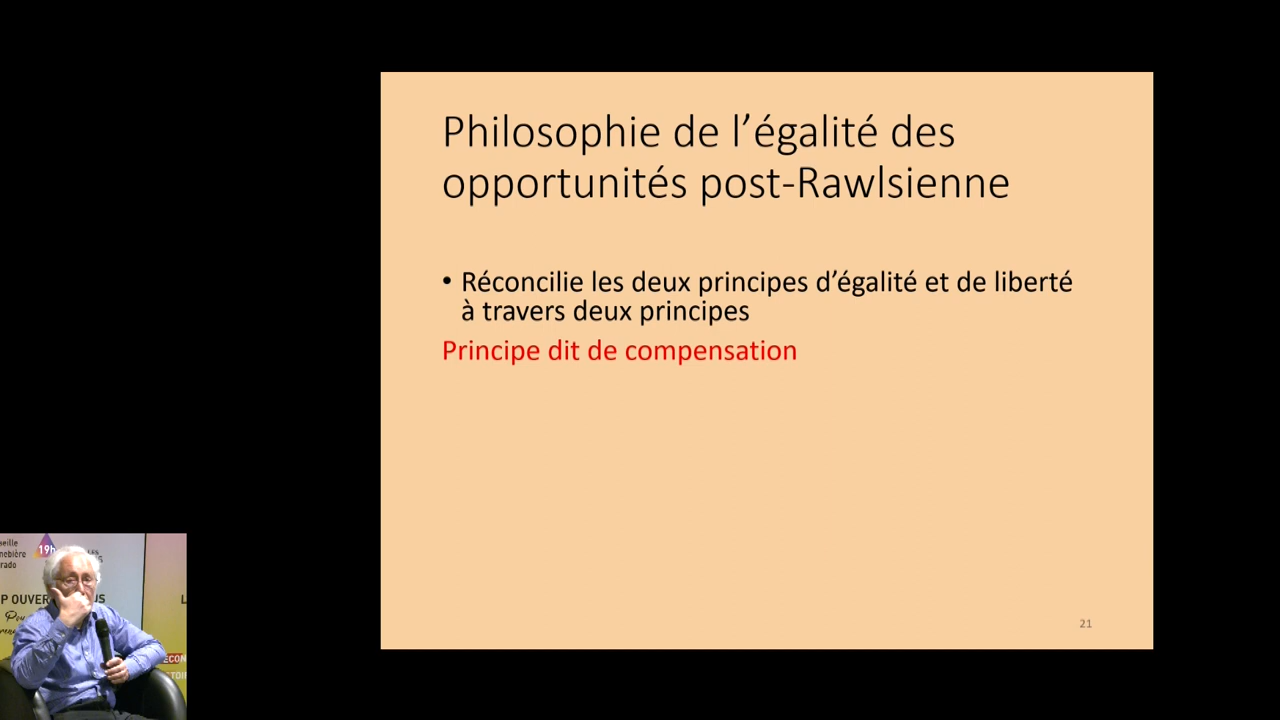 Philosophie de l’égalité des
opportunités post-Rawlsienne
• Réconcilie les deux principes d’égalité et de liberté
à travers deux principes
Principe dit de compensation
21
19h